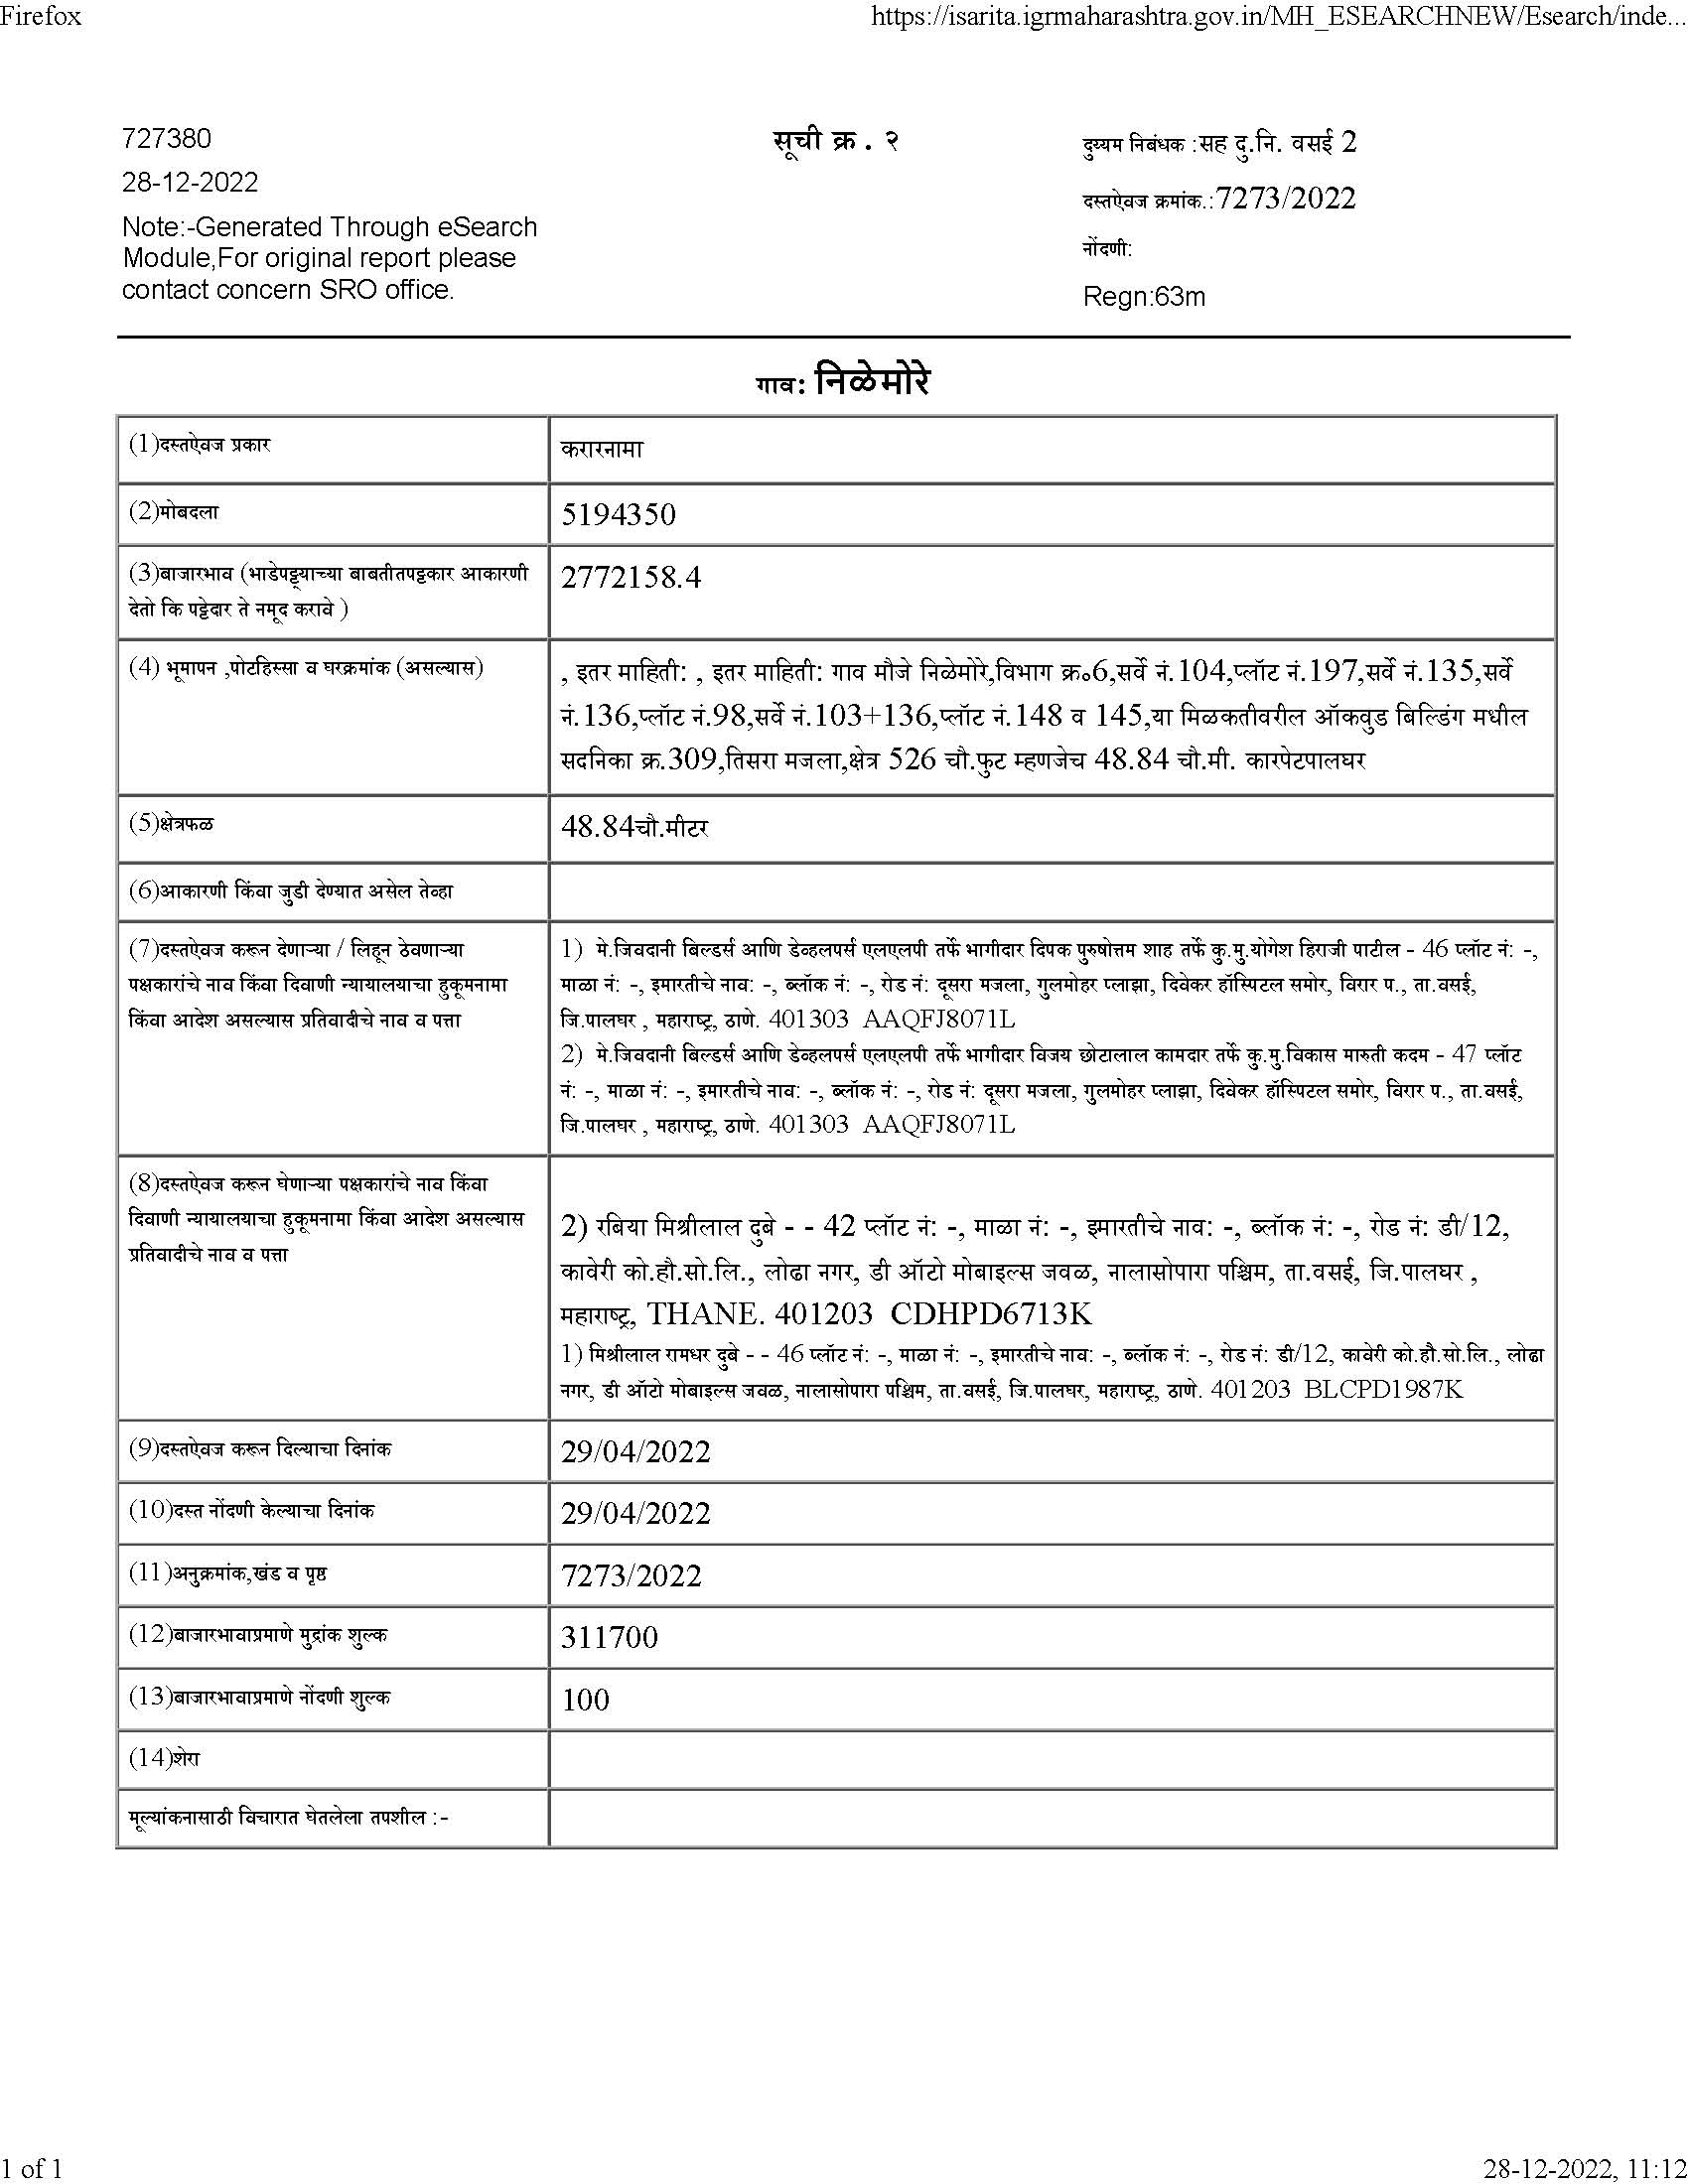 Firefox
https://isarita.igrmaharashtra.gov.in/MH_ESEARCHNEW/Esearch/inde...
727380
28-12-2022
Note:-Generated Through eSearch
Module,For original report please
contact concern SRO office.
सूची क्र . २
दुय्यम निबंधक :सह दु.नि. वसई 2
दस्तऐवज क्रमांक.:7273/2022
नोंदणी:
Regn:63m
गाव: निळेमोरे
(1)दस्तऐवज प्रकार
करारनामा
(2)मोबदला
5194350
(3)बाजारभाव (भाडेपट्ट्याच्या बाबतीतपट्टकार आकारणी
देतो कि पट्टेदार ते नमूद करावे )
2772158.4
(4) भूमापन ,पोटहिस्सा व घरक्रमांक (असल्यास)
, इतर माहिती: , इतर माहिती: गाव मौजे निळेमोरे,विभाग क्र०6,सर्वे नं.104,प्लॉट नं.197,सर्वे नं.135,सर्वे
नं.136,प्लॉट नं.98,सर्वे नं.103+136,प्लॉट नं.148 व 145,या मिळकतीवरील ऑकवुड बिल्डिंग मधील
सदनिका क्र.309,तिसरा मजला,क्षेत्र 526 चौ.फुट म्हणजेच 48.84 चौ.मी. कारपेटपालघर
(5)क्षेत्रफळ
48.84चौ.मीटर
(6)आकारणी किंवा जुडी देण्यात असेल तेव्हा
(7)दस्तऐवज करून देणाऱ्या / लिहून ठेवणाऱ्या
पक्षकारांचे नाव किंवा दिवाणी न्यायालयाचा हुकूमनामा
किंवा आदेश असल्यास प्रतिवादीचे नाव व पत्ता
1) मे.जिवदानी बिल्डर्स आणि डेव्हलपर्स एलएलपी तर्फे भागीदार दिपक पुरुषोत्तम शाह तर्फे कु.मु.योगेश हिराजी पाटील - 46 प्लॉट नं: -,
माळा नं: -, इमारतीचे नाव: -, ब्लॉक नं: -, रोड नं: दूसरा मजला, गुलमोहर प्लाझा, दिवेकर हॉस्पिटल समोर, विरार प., ता.वसई,
जि.पालघर , महाराष्ट्र, ठाणे. 401303 AAQFJ8071L
2) मे.जिवदानी बिल्डर्स आणि डेव्हलपर्स एलएलपी तर्फे भागीदार विजय छोटालाल कामदार तर्फे कु.मु.विकास मारुती कदम - 47 प्लॉट
नं: -, माळा नं: -, इमारतीचे नाव: -, ब्लॉक नं: -, रोड नं: दूसरा मजला, गुलमोहर प्लाझा, दिवेकर हॉस्पिटल समोर, विरार प., ता.वसई,
जि.पालघर , महाराष्ट्र, ठाणे. 401303 AAQFJ8071L
(8)दस्तऐवज करून घेणाऱ्या पक्षकारांचे नाव किंवा
दिवाणी न्यायालयाचा हुकूमनामा किंवा आदेश असल्यास
प्रतिवादीचे नाव व पत्ता
2) रबिया मिश्रीलाल दुबे - - 42 प्लॉट नं: -, माळा नं: -, इमारतीचे नाव: -, ब्लॉक नं: -, रोड नं: डी/12,
कावेरी को.हौ.सो.लि., लोढा नगर, डी ऑटो मोबाइल्स जवळ, नालासोपारा पश्चिम, ता.वसई, जि.पालघर ,
महाराष्ट्र, THANE. 401203 CDHPD6713K
1) मिश्रीलाल रामधर दुबे - - 46 प्लॉट नं: -, माळा नं: -, इमारतीचे नाव: -, ब्लॉक नं: -, रोड नं: डी/12, कावेरी को.हौ.सो.लि., लोढा
नगर, डी ऑटो मोबाइल्स जवळ, नालासोपारा पश्चिम, ता.वसई, जि.पालघर, महाराष्ट्र, ठाणे. 401203 BLCPD1987K
(9)दस्तऐवज करून दिल्याचा दिनांक
29/04/2022
(10)दस्त नोंदणी केल्याचा दिनांक
29/04/2022
(11)अनुक्रमांक,खंड व पृष्ठ
7273/2022
(12)बाजारभावाप्रमाणे मुद्रांक शुल्क
311700
(13)बाजारभावाप्रमाणे नोंदणी शुल्क
100
(14)शेरा
मूल्यांकनासाठी विचारात घेतलेला तपशील :-
1 of 1
28-12-2022, 11:12